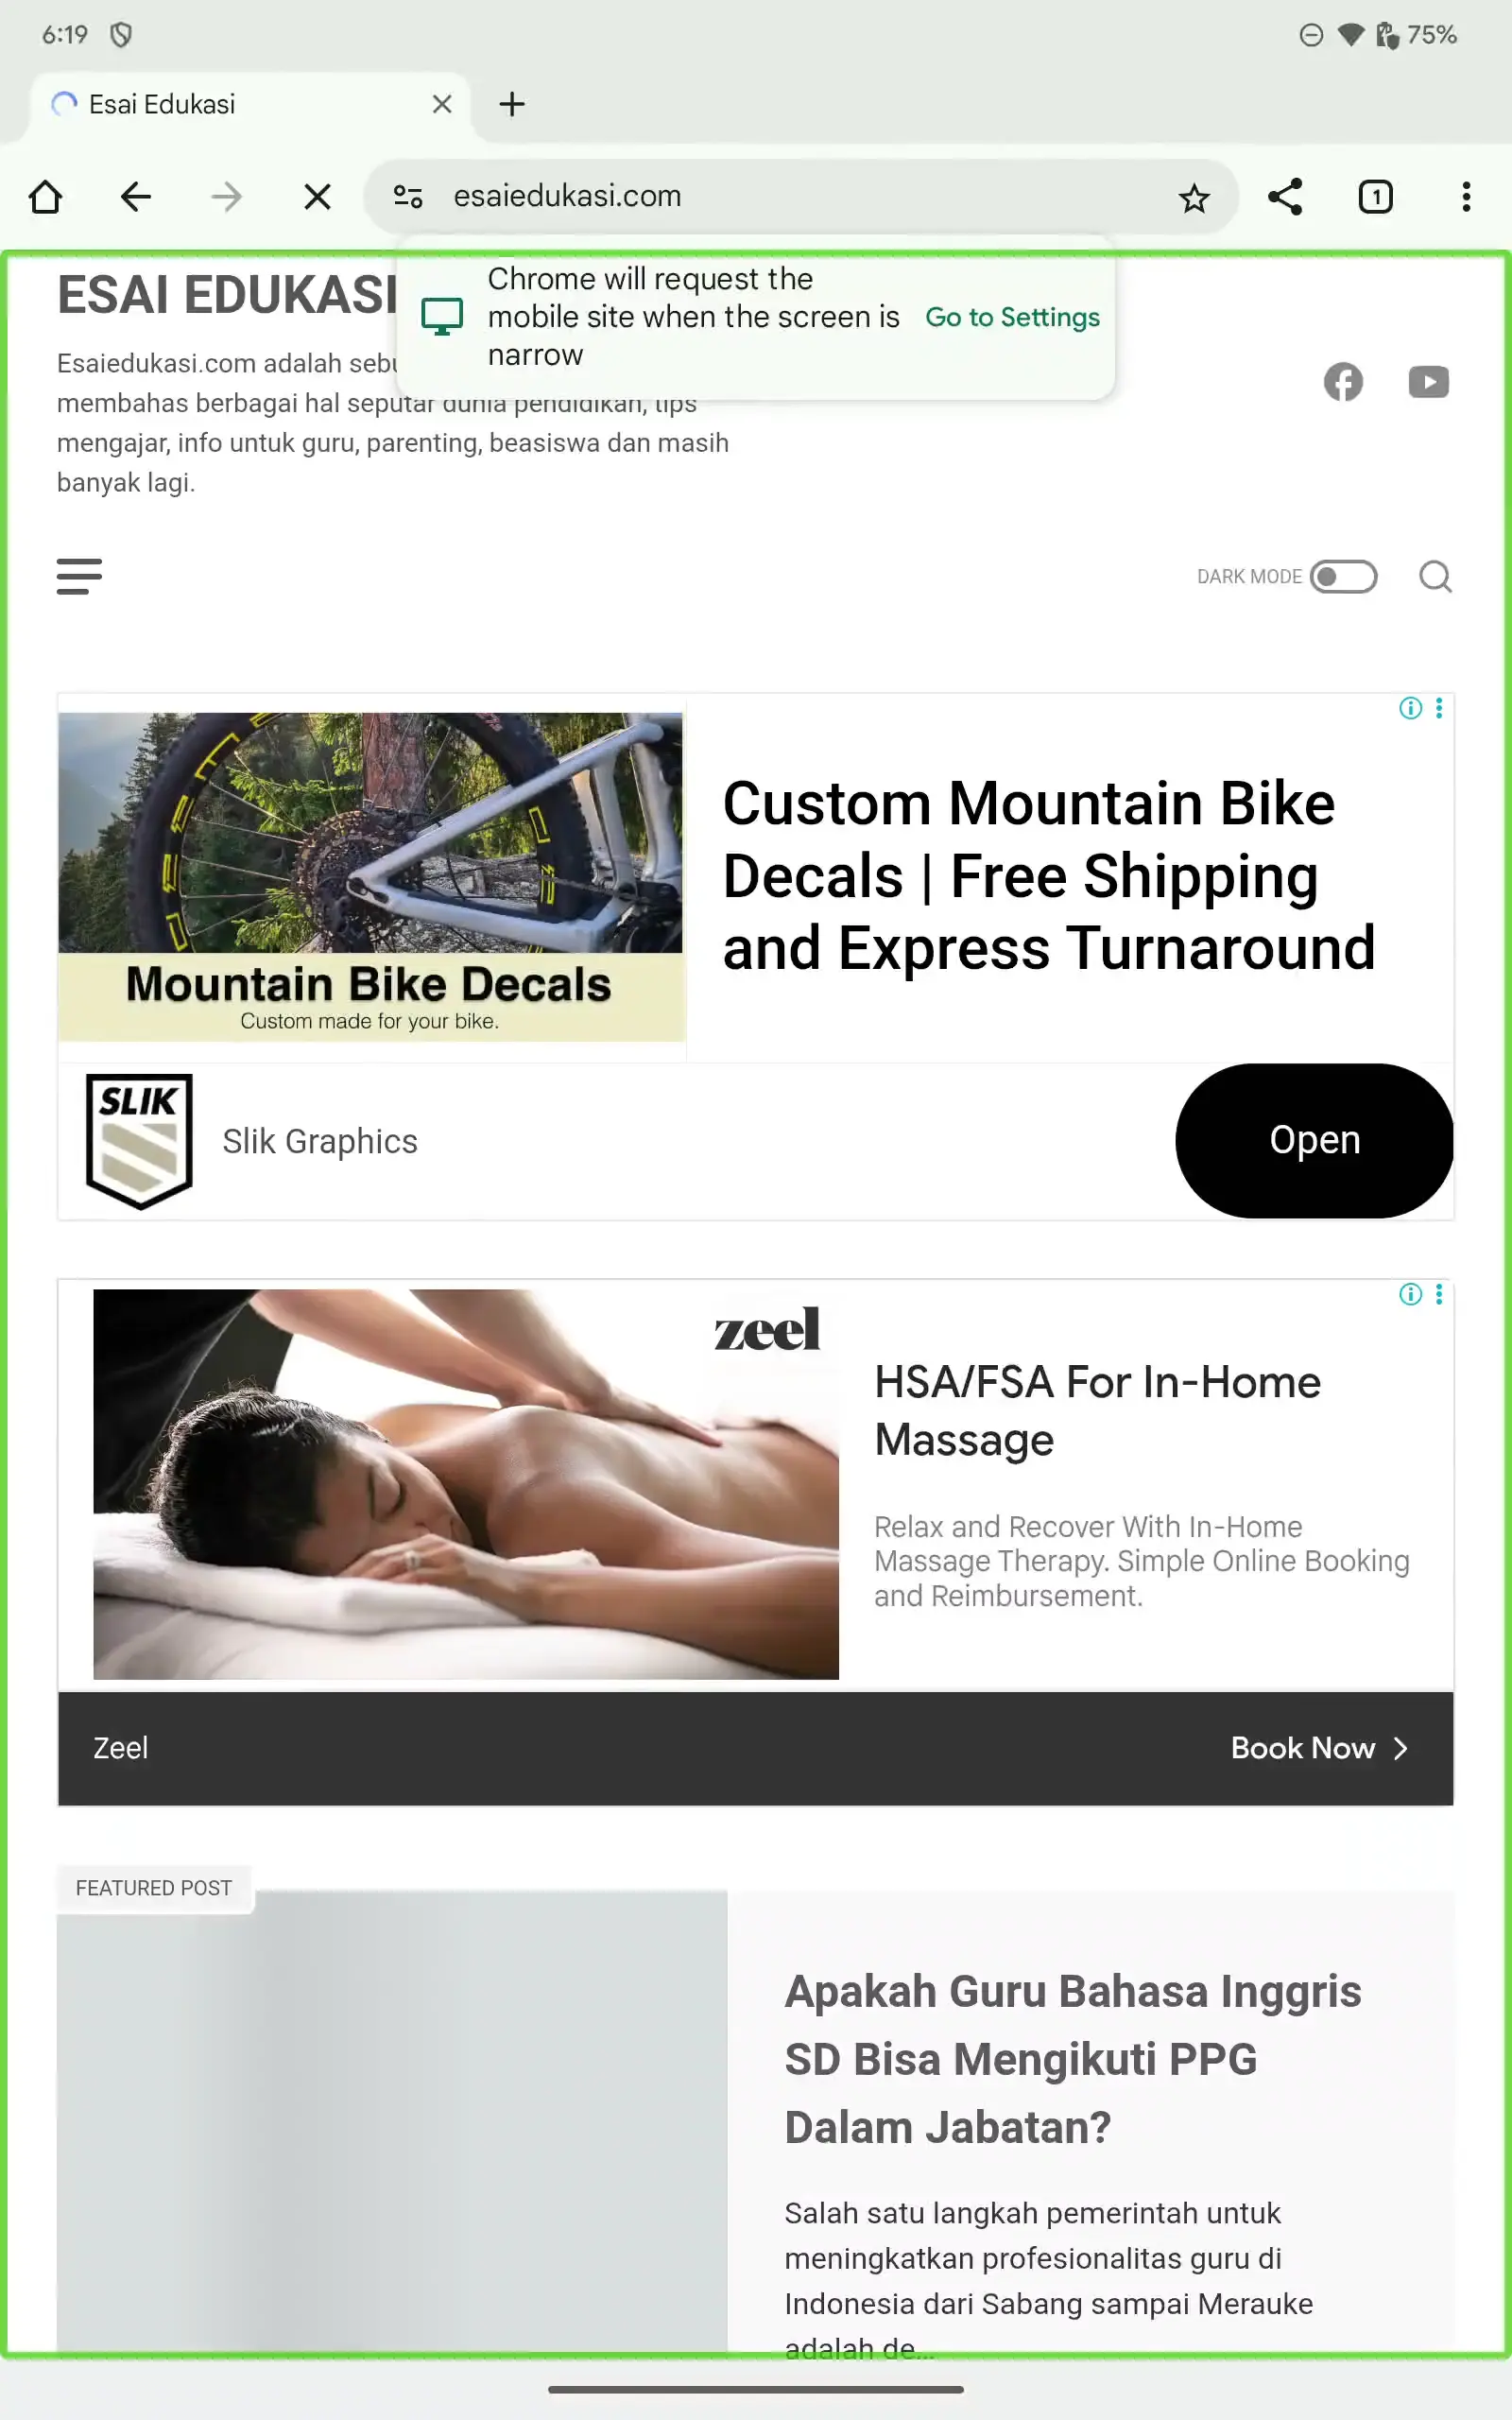 6:19
75%
Esai Edukasi
esaiedukasi.com
1
Chrome will request the
mobile site when the screen is
narrow
Go to Settings
ESAI EDUKASI
Esaiedukasi.com adalah
membahas berbagai hal seputar dunia pendidikan, tips
mengajar, info untuk guru, parenting, beasiswa dan masih
banyak lagi.
DARK MODE
Mountain Bike Decals
Custom made for your bike.
Custom Mountain Bike
Decals | Free Shipping
and Express Turnaround
SLIK
Slik Graphics
Open
zeel
HSA/FSA For In-Home
Massage
Relax and Recover With In-Home
Massage Therapy. Simple Online Booking
and Reimbursement.
Zeel
Book Now
FEATURED POST
Apakah Guru Bahasa Inggris
SD Bisa Mengikuti PPG
Dalam Jabatan?
Salah satu langkah pemerintah untuk
meningkatkan profesionalitas guru di
Indonesia dari Sabang sampai Merauke
adalah de...